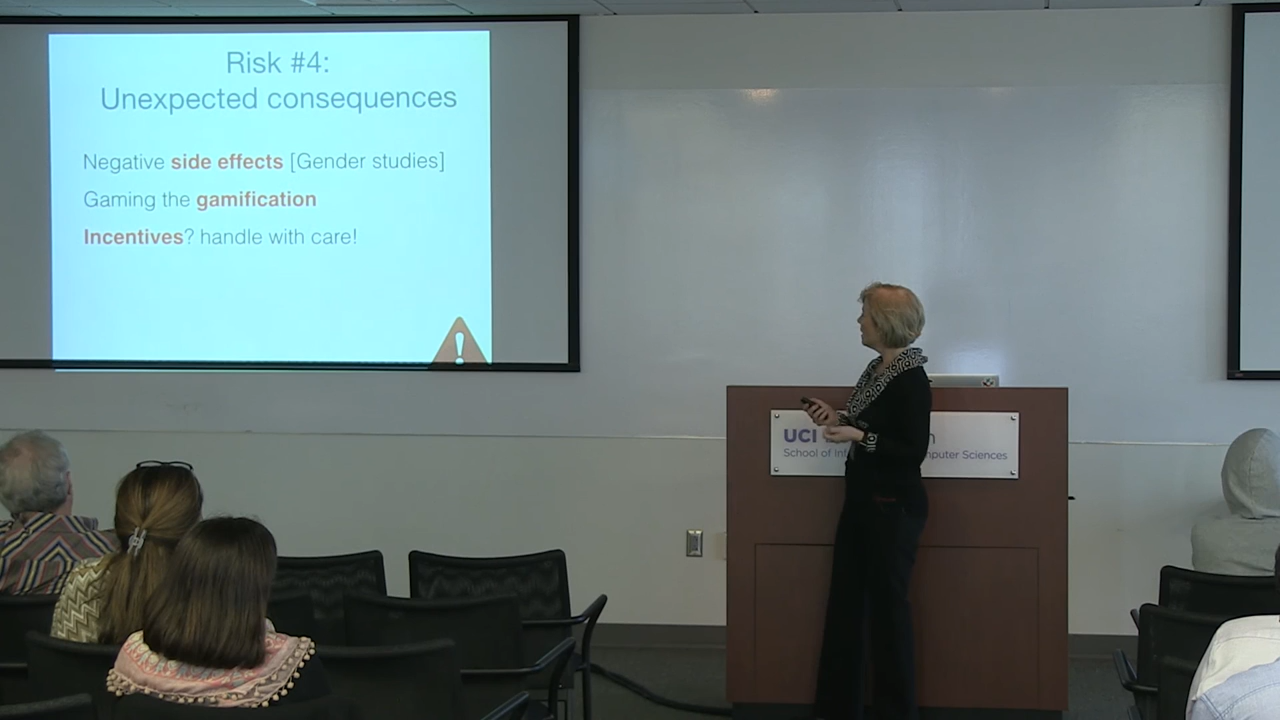 Risk #4:
Unexpected consequences
Negative side effects [Gender studies]
Gaming the gamification
Incentives? handle with care!
UCI
School of In mputer Sciences